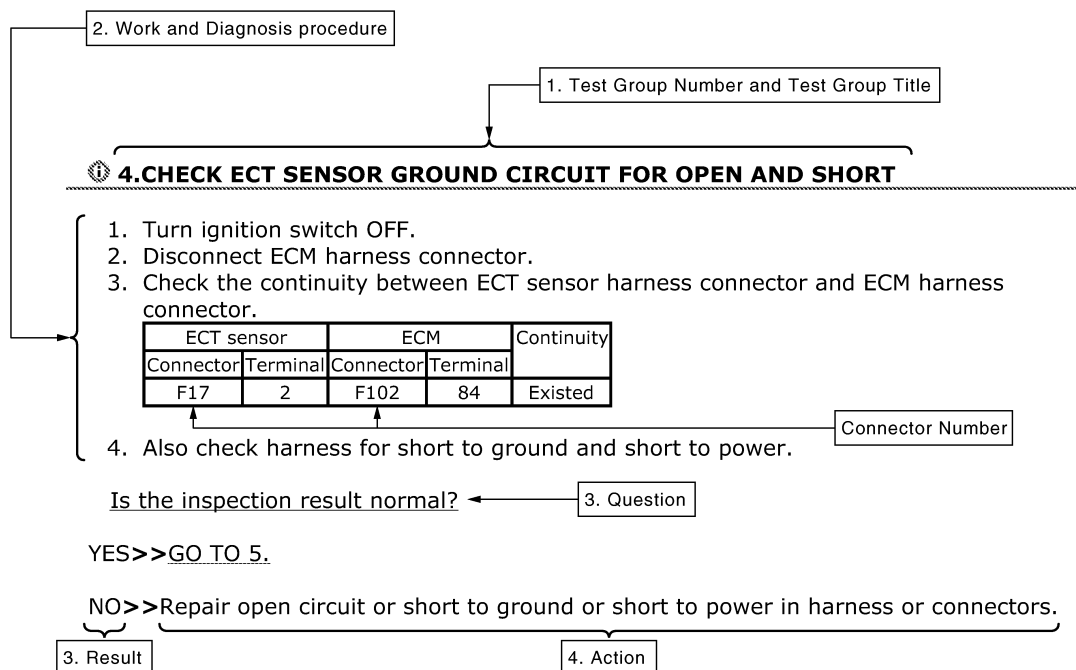 2. Work and Diagnosis procedure
1. Test Group Number and Test Group Title
4.CHECK ECT SENSOR GROUND CIRCUIT FOR OPEN AND SHORT
1. Turn ignition switch OFF.
2. Disconnect ECM harness connector.
3. Check the continuity between ECT sensor harness connector and ECM harness
connector.
ECT sensor ECM Continuity
Connector Terminal Connector Terminal
F17 2 F102 84 Existed
Connector Number
4. Also check harness for short to ground and short to power.
Is the inspection result normal?
3. Question
YES>>GO TO 5.
NO>>Repair open circuit or short to ground or short to power in harness or connectors.
3. Result
4. Action